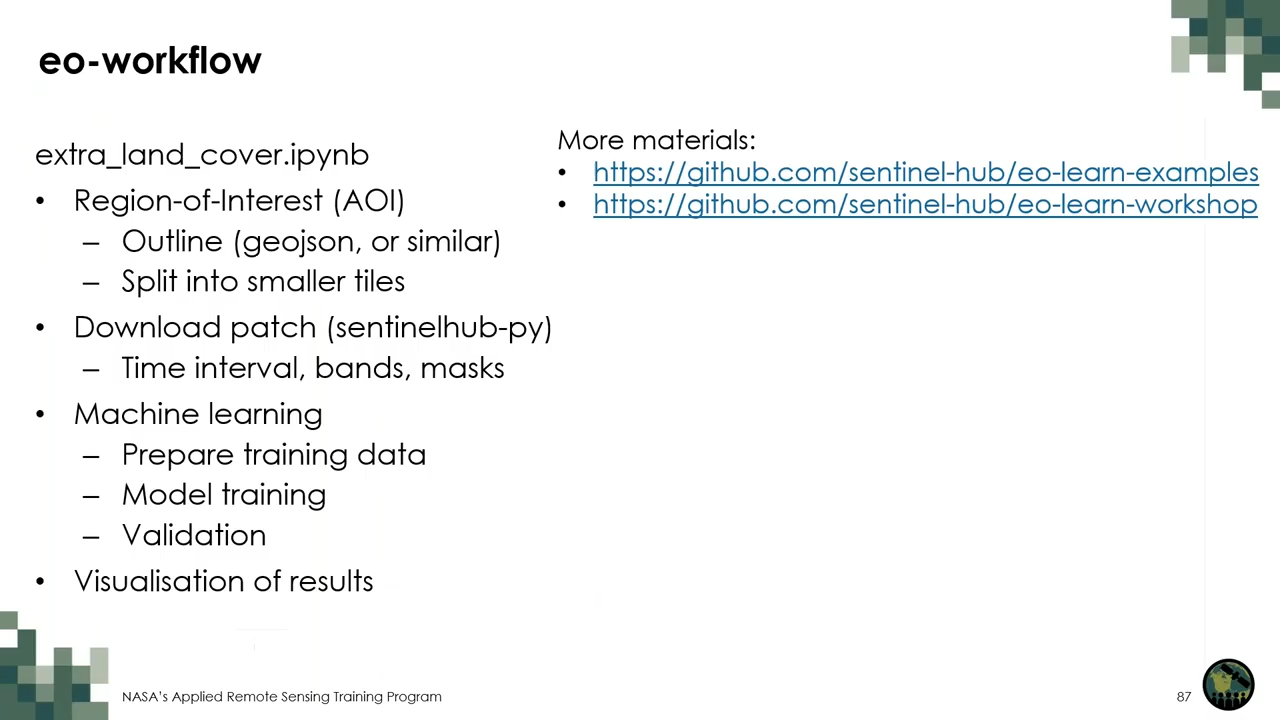 eo-workflow
extra_land_cover.ipynb
• Region-of-Interest (AOI)
– Outline (geojson, or similar)
– Split into smaller tiles
• Download patch (sentinelhub-py)
– Time interval, bands, masks
• Machine learning
– Prepare training data
– Model training
– Validation
• Visualisation of results
More materials:
• https://github.com/sentinel-hub/eo-learn-examples
• https://github.com/sentinel-hub/eo-learn-workshop
NASA's Applied Remote Sensing Training Program
87